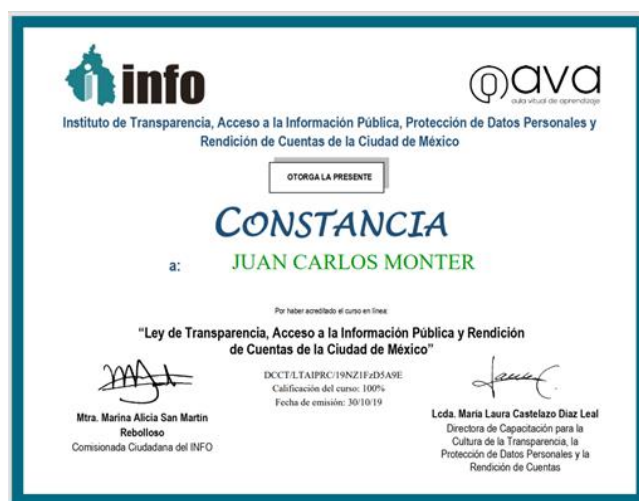 info
ava
aula vitual de aprendizaje
Instituto de Transparencia, Acceso a la Información Pública, Protección de Datos Personales y
Rendición de Cuentas de la Ciudad de México
OTORGA LA PRESENTE
CONSTANCIA
a: JUAN CARLOS MONTER
Por haber acreditado el curso en línea:
“Ley de Transparencia, Acceso a la Información Pública y Rendición
de Cuentas de la Ciudad de México”
DCCT/LTAIPRC/19NZ1FzD5A9E
Calificación del curso: 100%
Fecha de emisión: 30/10/19
Mtra. Marina Alicia San Martín
Rebolloso
Comisionada Ciudadana del INFO
Lcda. María Laura Castelazo Díaz Leal
Directora de Capacitación para la
Cultura de la Transparencia, la
Protección de Datos Personales y la
Rendición de Cuentas